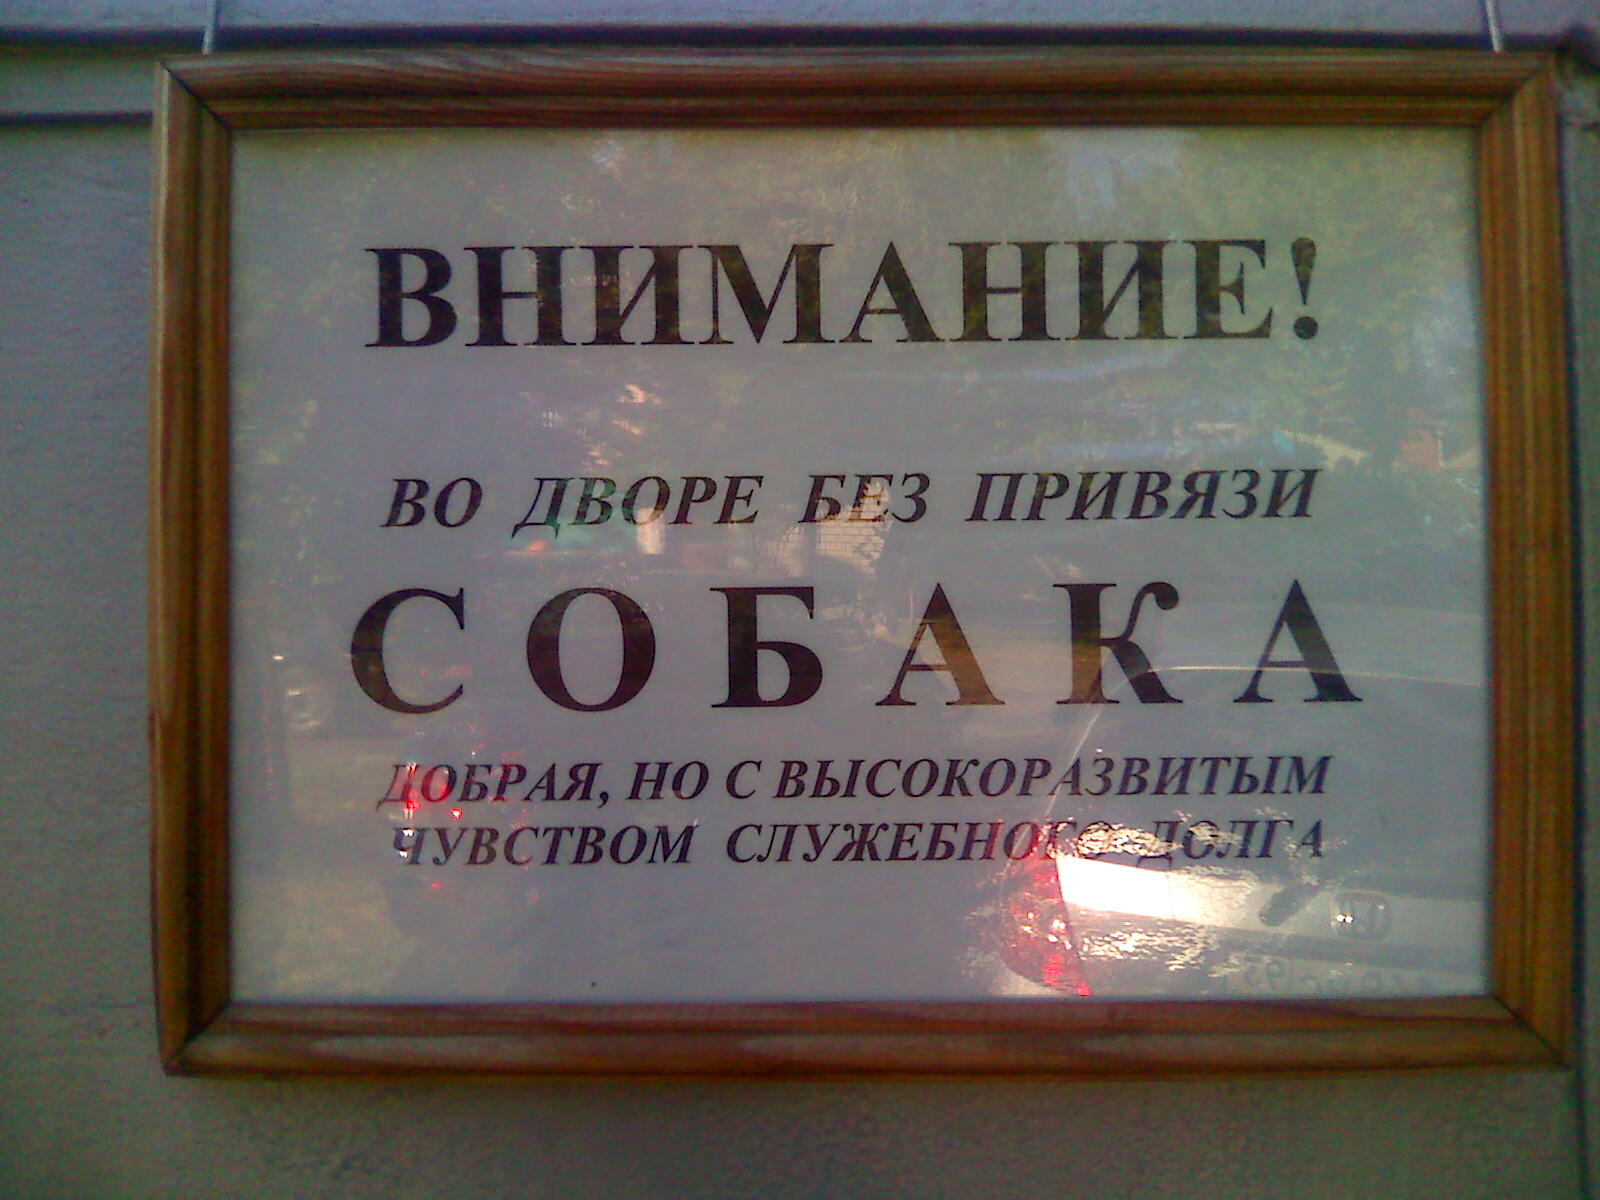 ВНИМАНИЕ!
ВО ДВОРЕ БЕЗ ПРИВЯЗИ
СОБАКА
ДОБРАЯ, НО С ВЫСОКОРАЗВИТЫМ
ЧУВСТВОМ СЛУЖЕБНОГО ДОЛГА